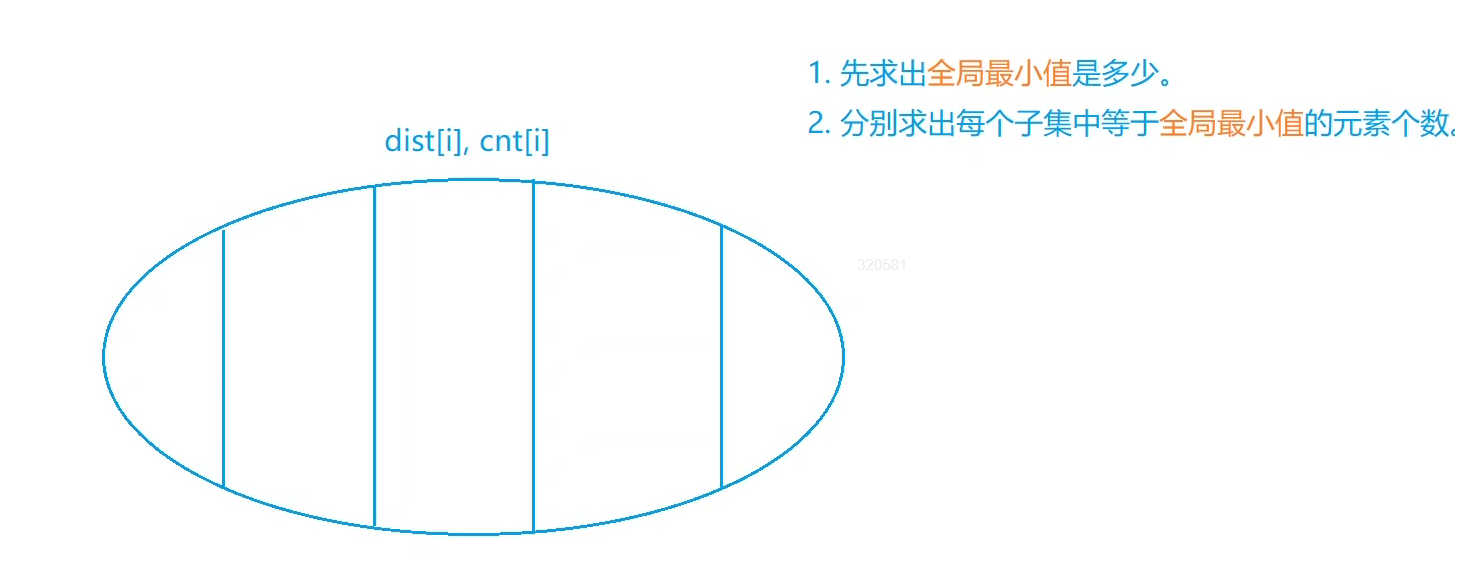 1. 先求出全局最小值是多少。
2. 分别求出每个子集中等于全局最小值的元素个数。
dist[i], cnt[i]
320581